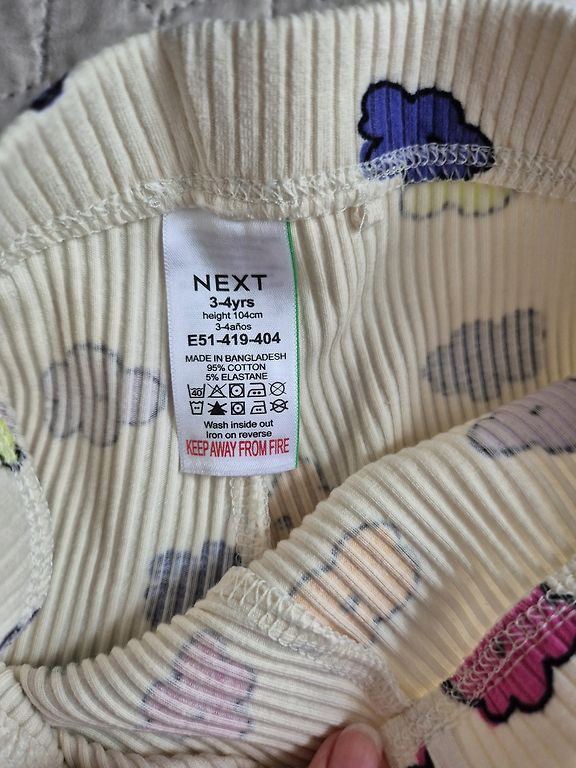 NEXT
3-4yrs
height 104cm
3-4años
E51-419-404
MADE IN BANGLADESH
95% COTTON
5% ELASTANE
40
Wash inside out
Iron on reverse
KEEP AWAY FROM FIRE